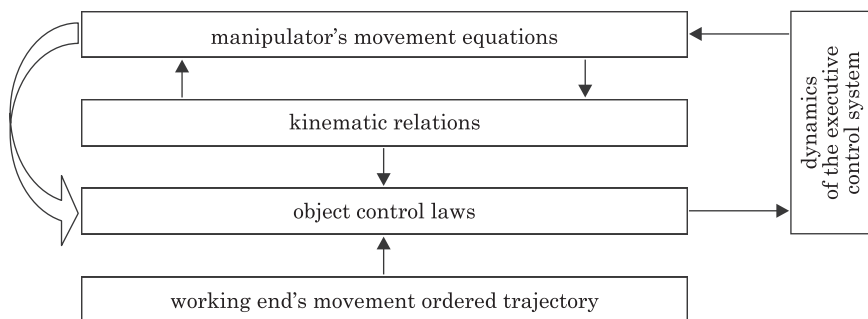 manipulator's movement equations
kinematic relations
object control laws
working end's movement ordered trajectory
dynamics
of the executive
control system